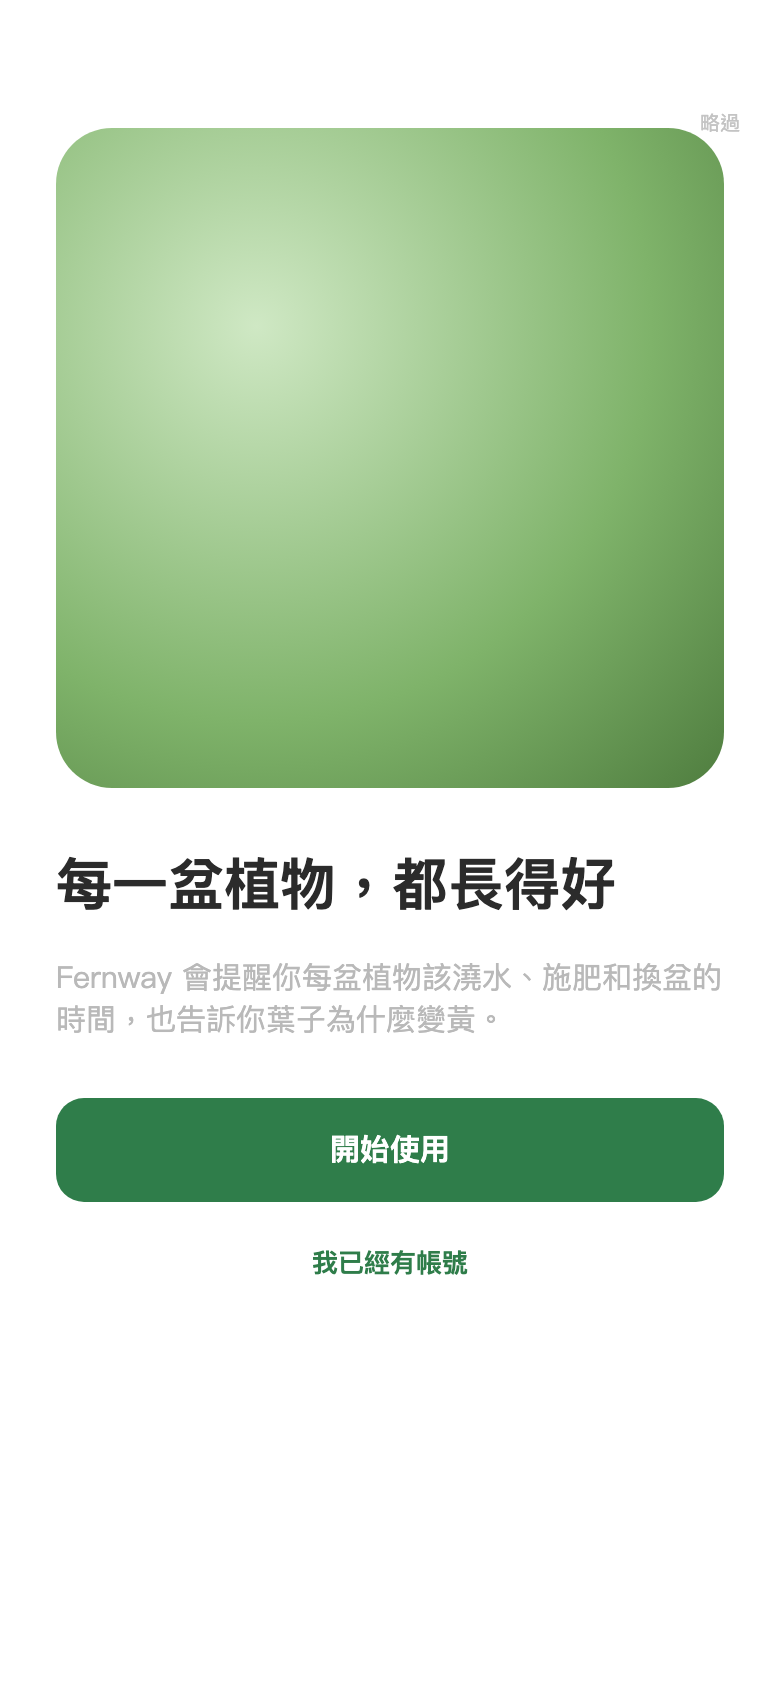 略過
每一盆植物，都長得好
Fernway 會提醒你每盆植物該澆水、施肥和換盆的
時間，也告訴你葉子為什麼變黃。
開始使用
我已經有帳號